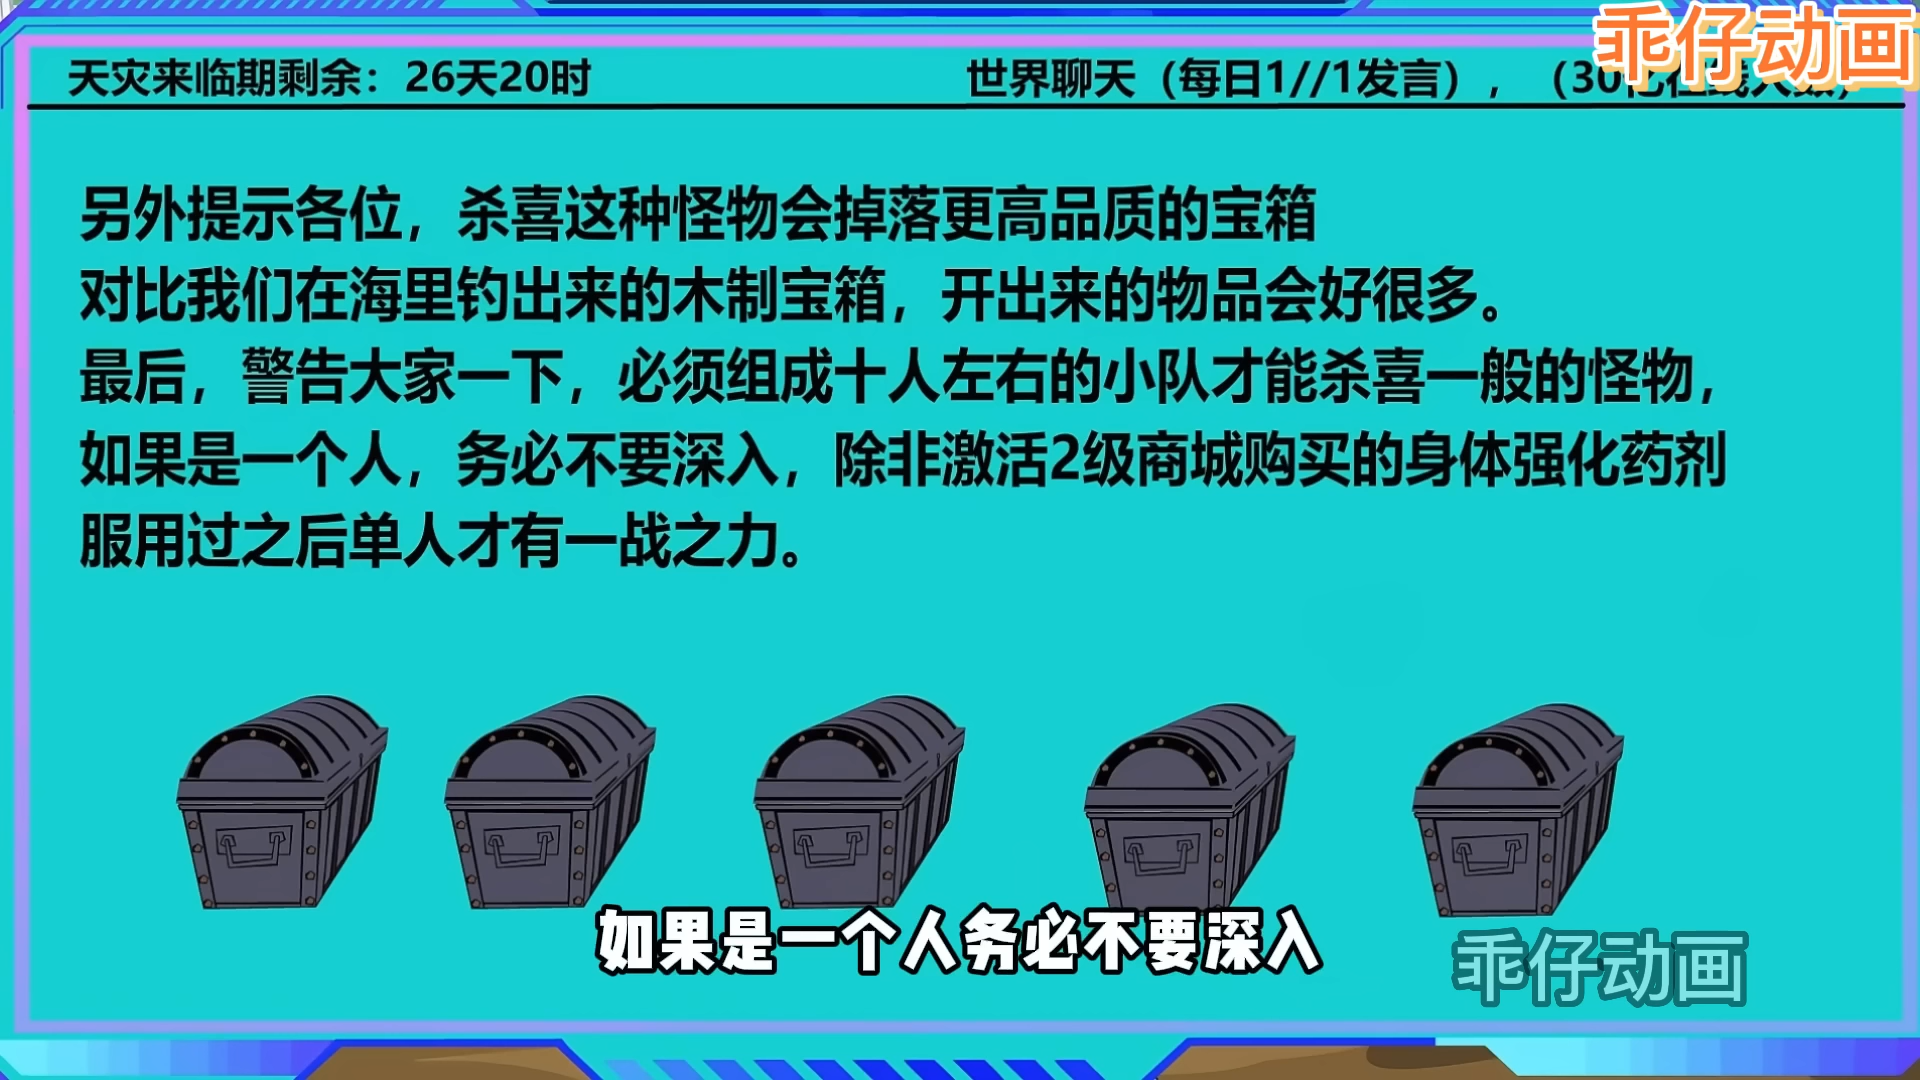 天灾来临期剩余：26天20时
世界聊天（每日1//1发言），（30亿在线人数）
乖仔动画
另外提示各位，杀喜这种怪物会掉落更高品质的宝箱
对比我们在海里钓出来的木制宝箱，开出来的物品会好很多。
最后，警告大家一下，必须组成十人左右的小队才能杀喜一般的怪物，
如果是一个人，务必不要深入，除非激活2级商城购买的身体强化药剂
服用过之后单人才有一战之力。
如果是一个人务必不要深入
乖仔动画